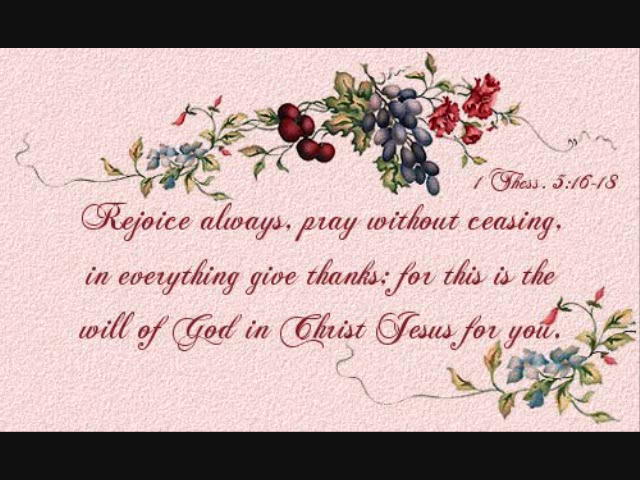 1 Thess. 5:16-18
Rejoice always, pray without ceasing,
in everything give thanks; for this is the
will of God in Christ Jesus for you.